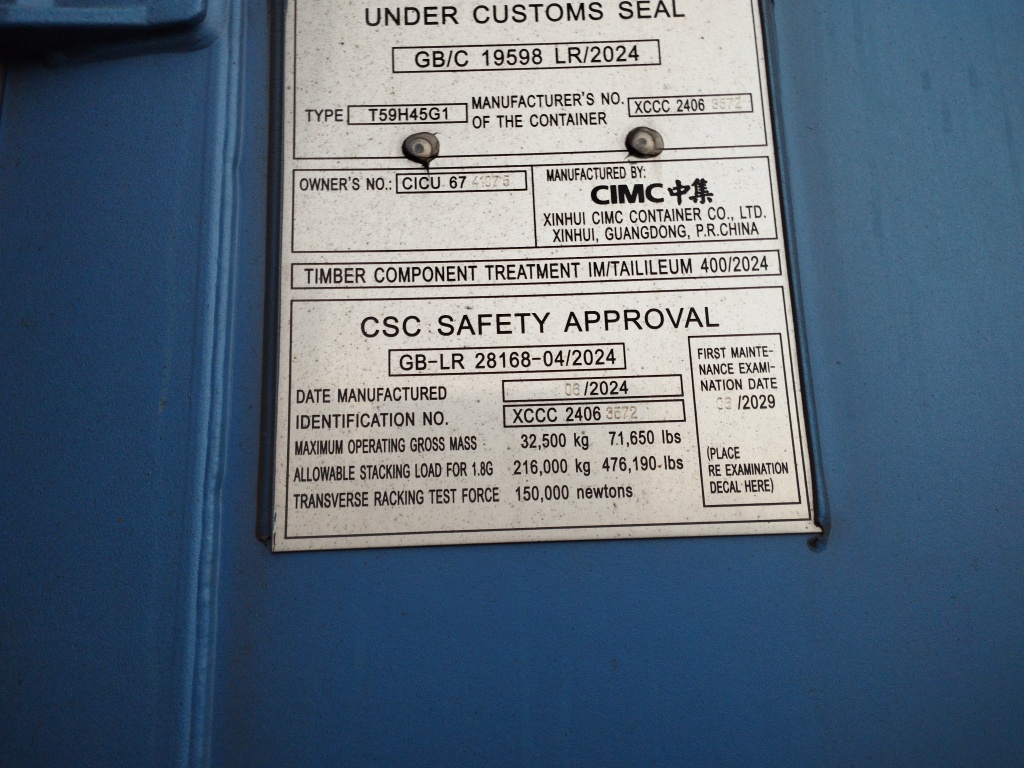 UNDER CUSTOMS SEAL
GB/C 19598 LR/2024
TYPE T59H45G1
MANUFACTURER'S NO. OF THE CONTAINER XCCC 2406 3672
OWNER'S NO.: CICU 67
MANUFACTURED BY:
CIMC 中集
XINHUI CIMC CONTAINER CO., LTD.
XINHUI, GUANGDONG, P.R.CHINA
TIMBER COMPONENT TREATMENT IM/TAILILEUM 400/2024
CSC SAFETY APPROVAL
GB-LR 28168-04/2024
DATE MANUFACTURED 06 /2024
IDENTIFICATION NO. XCCC 2406 3672
MAXIMUM OPERATING GROSS MASS 32,500 kg 71,650 lbs
ALLOWABLE STACKING LOAD FOR 1.8G 216,000 kg 476,190 lbs
TRANSVERSE RACKING TEST FORCE 150,000 newtons
FIRST MAINTE-
NANCE EXAMI-
NATION DATE
/2029
(PLACE
RE EXAMINATION
DECAL HERE)